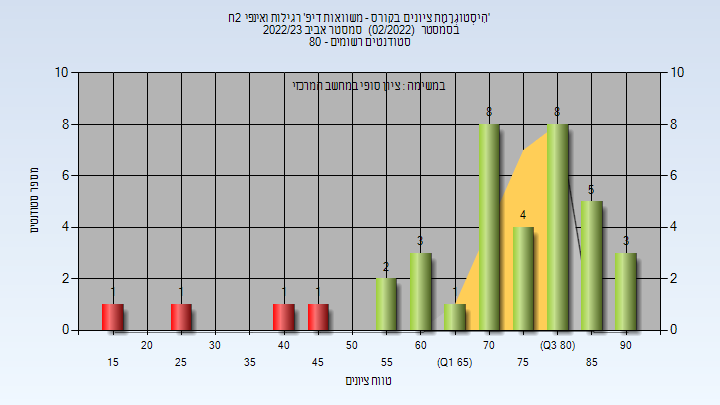 היסטוגרמת ציונים בקורס - משוואות דיפ' רגילות ואינפי 2ח'
בסמסטר (02/2022) סמסטר אביב 2022/23
סטודנטים רשומים - 80
במשימה : ציון סופי במחשב המרכזי
מספר סטודנטים
10 10
8 8
6 6
4 4
2 2
0 0
1 1 1 1 2 3 1 8 4 8 5 3
20 30 40 50 60 70 (Q3 80) 90
15 25 35 45 55 (Q1 65) 75 85
טווח ציונים